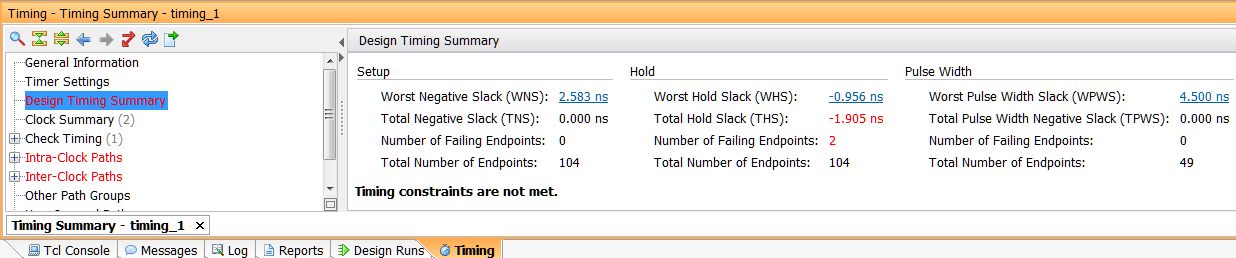 Timing - Timing Summary - timing_1
General Information
Timer Settings
Design Timing Summary
Clock Summary (2)
Check Timing (1)
Intra-Clock Paths
Inter-Clock Paths
Other Path Groups
Timing Summary - timing_1
Design Timing Summary
Setup Hold Pulse Width
Worst Negative Slack (WNS): 2.583 ns Worst Hold Slack (WHS): -0.956 ns Worst Pulse Width Slack (WPWS): 4.500 ns
Total Negative Slack (TNS): 0.000 ns Total Hold Slack (THS): -1.905 ns Total Pulse Width Negative Slack (TPWS): 0.000 ns
Number of Failing Endpoints: 0 Number of Failing Endpoints: 2 Number of Failing Endpoints: 0
Total Number of Endpoints: 104 Total Number of Endpoints: 104 Total Number of Endpoints: 49
Timing constraints are not met.
Tcl Console Messages Log Reports Design Runs Timing